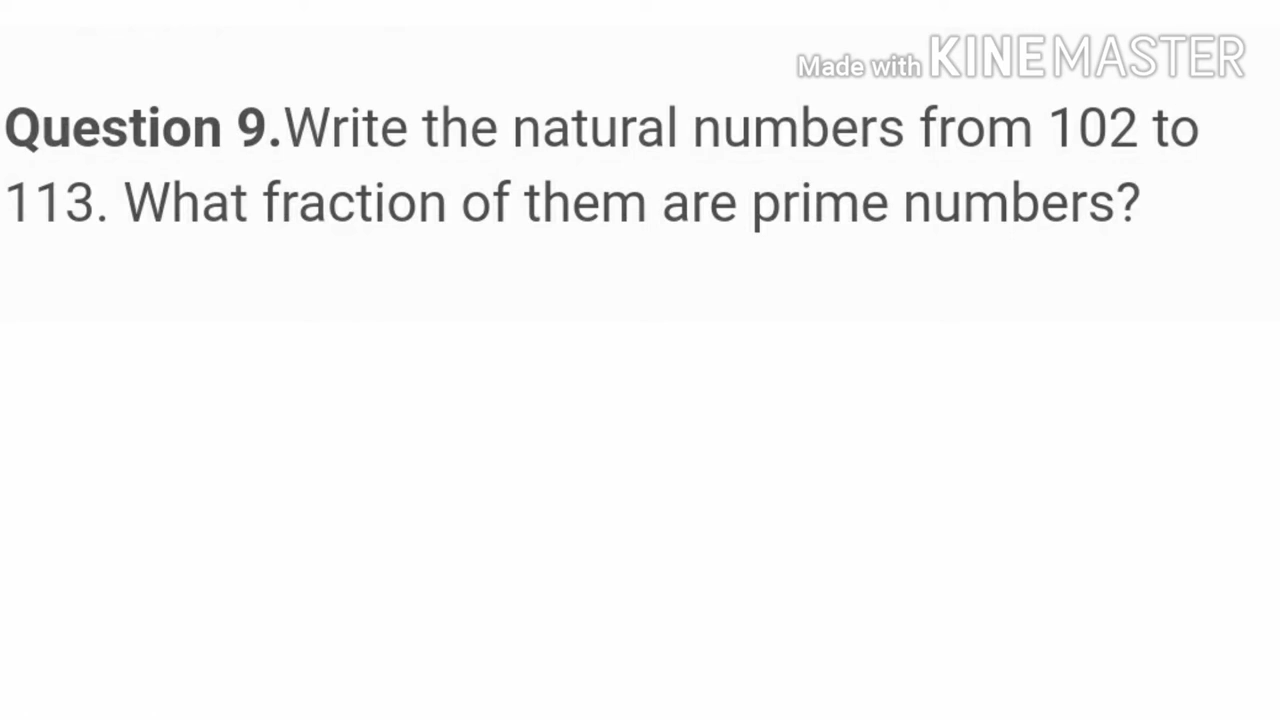 Made with KINEMASTER
Question 9.Write the natural numbers from 102 to
113. What fraction of them are prime numbers?